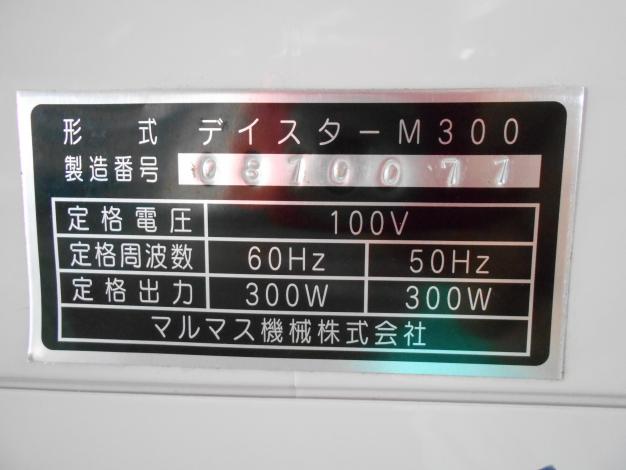 形 式 デイスターM300
製造番号 0610077
定格電圧 100V
定格周波数 60Hz 50Hz
定格出力 300W 300W
マルマス機械株式会社